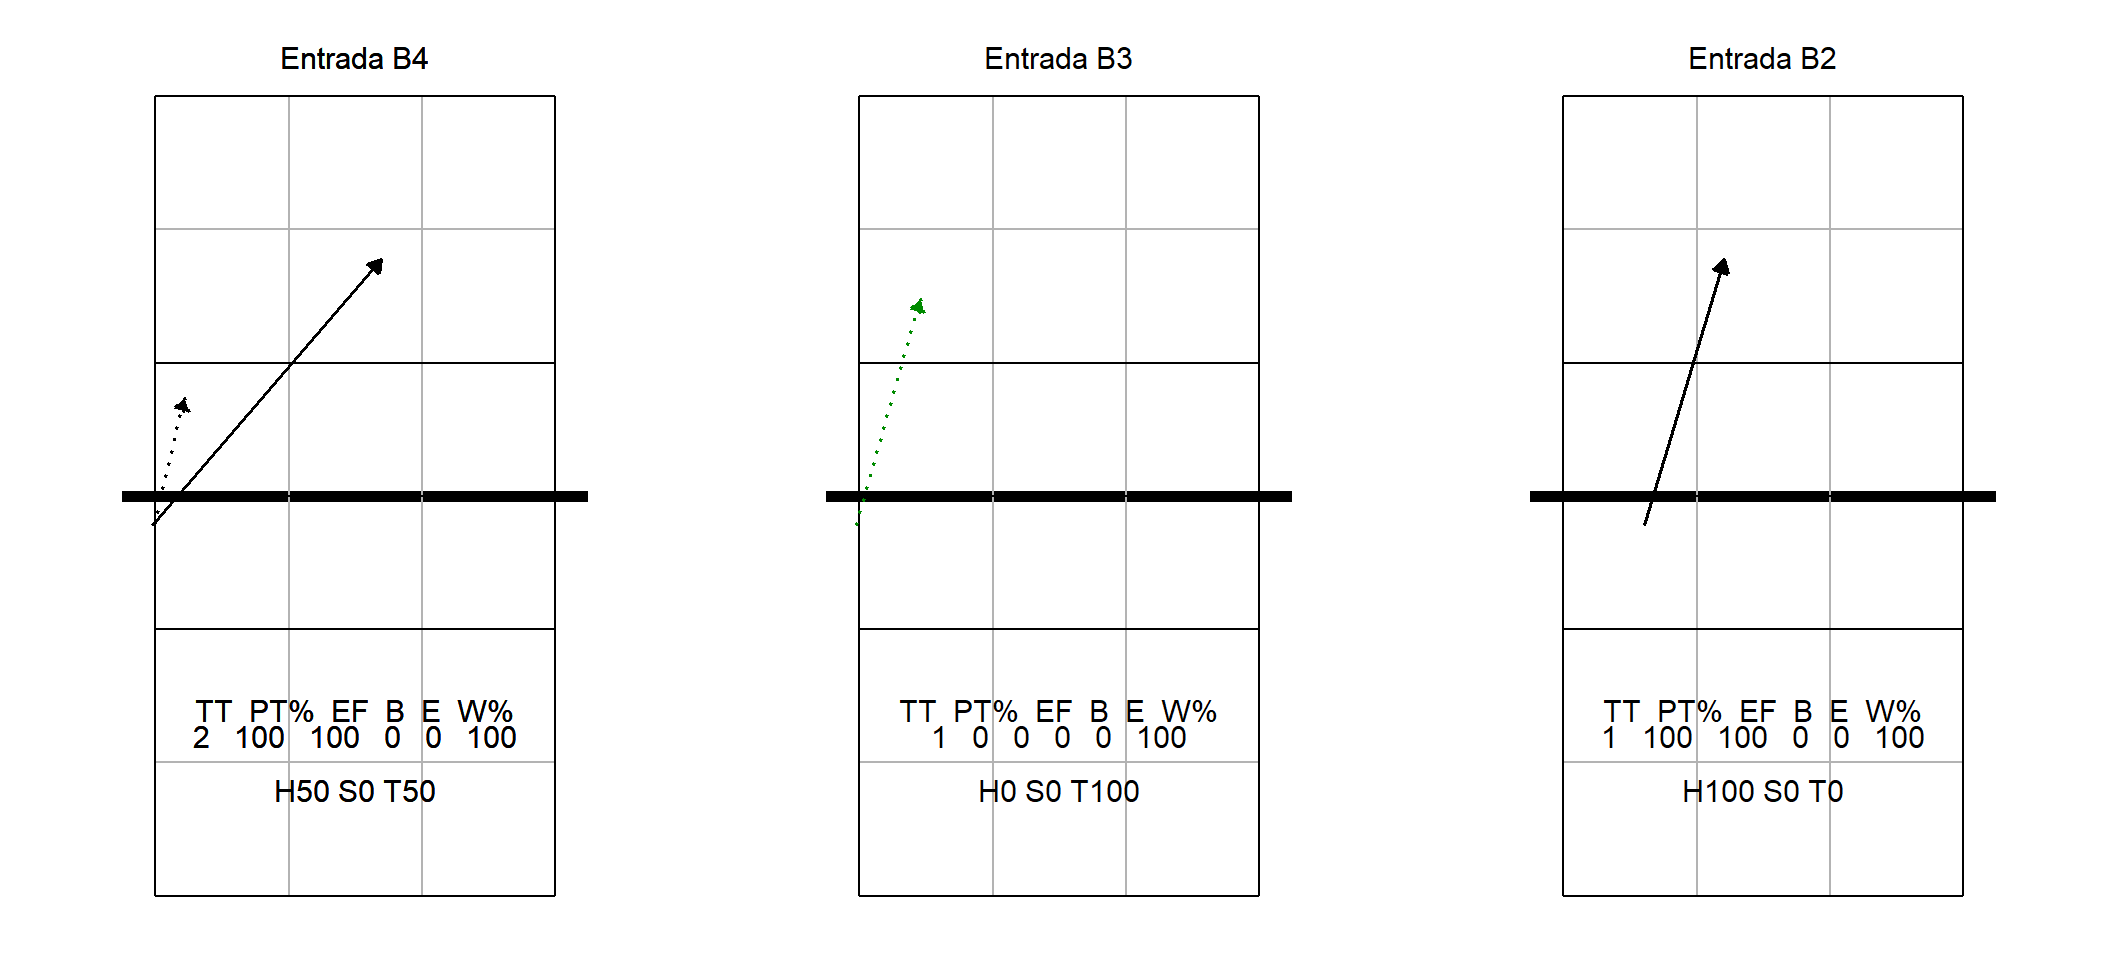 Entrada B4
TT PT% EF B E W%
2 100 100 0 0 100
H50 S0 T50
Entrada B3
TT PT% EF B E W%
1 0 0 0 0 100
H0 S0 T100
Entrada B2
TT PT% EF B E W%
1 100 100 0 0 100
H100 S0 T0